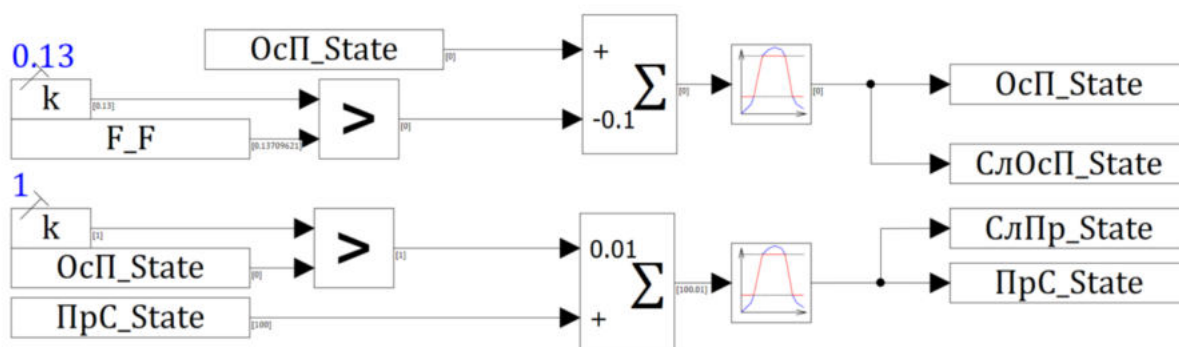 ОсП_State
[0]
0.13
k
[0.13]
F_F
[0.13709621]
>
[0]
+
-0.1
Σ
[0]
[0]
ОсП_State
СлОсП_State
1
k
[1]
ОсП_State
[0]
ПрС_State
[100]
>
[1]
0.01
+
Σ
[100.01]
СлПр_State
ПрС_State